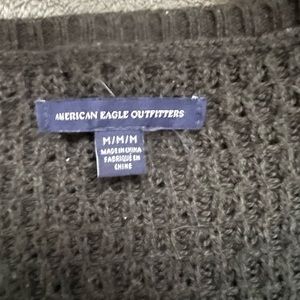 AMERICAN EAGLE OUTFITTERS
M/M/M
MADE IN CHINA
FABRIQUÉ EN
CHINE